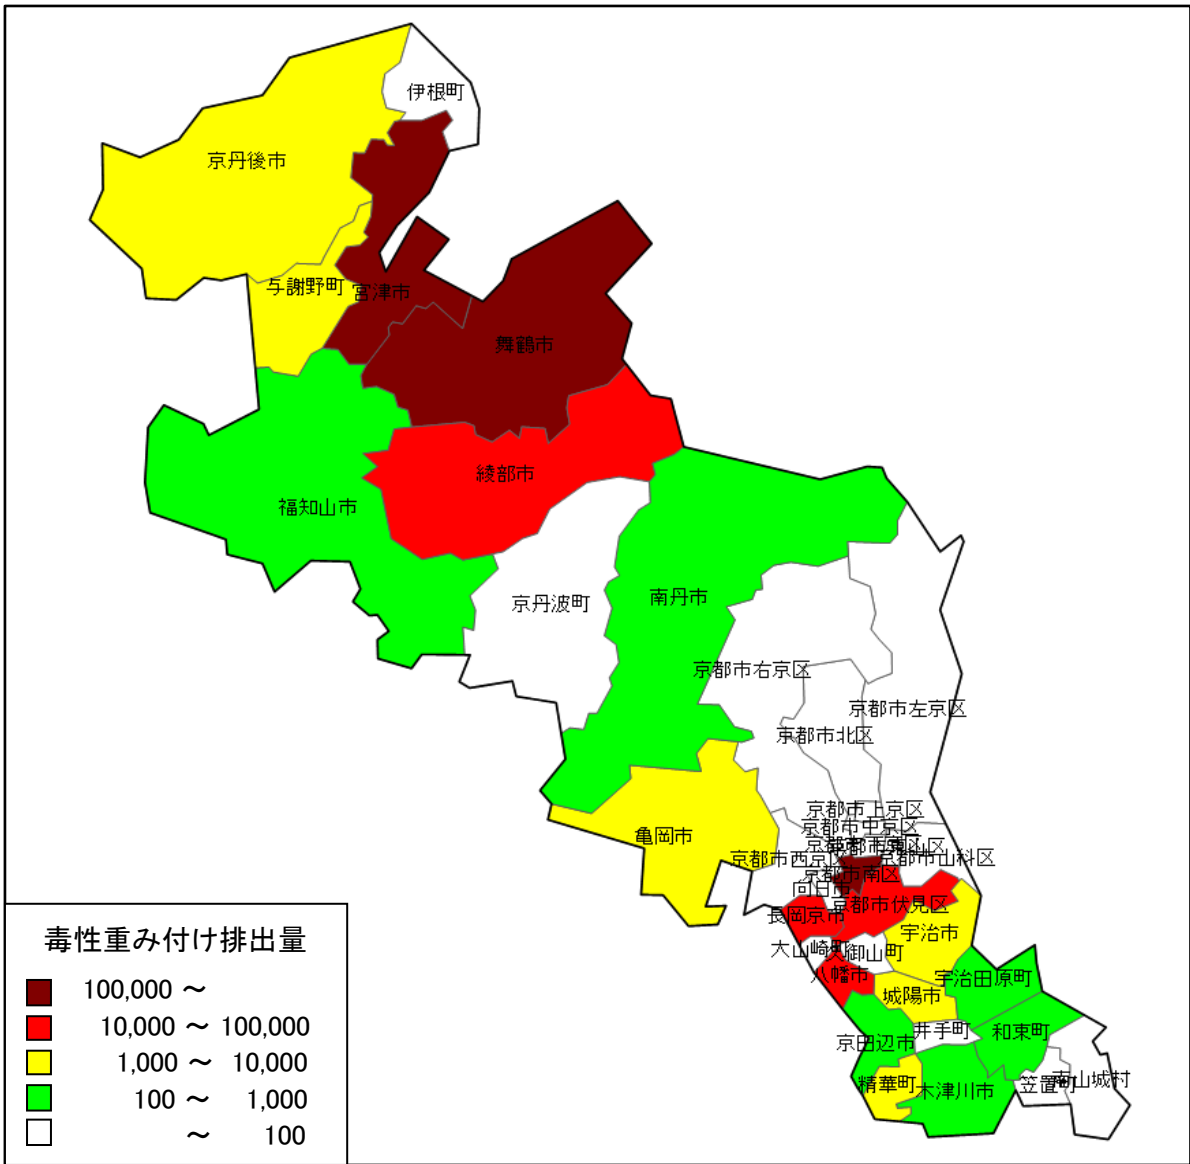 伊根町
京丹後市
与謝野町
宮津市
舞鶴市
綾部市
福知山市
京丹波町
南丹市
京都市右京区
京都市左京区
京都市北区
京都市上京区
京都市中京区
亀岡市
京都市西京区
京都市山科区
京都市南区
向日市
京都市伏見区
長岡京市
宇治市
大山崎町
久御山町
八幡市
宇治田原町
城陽市
井手町
和束町
京田辺市
精華町
木津川市
笠置町
南山城村
毒性重み付け排出量
100,000 ～
10,000 ～ 100,000
1,000 ～ 10,000
100 ～ 1,000
～ 100